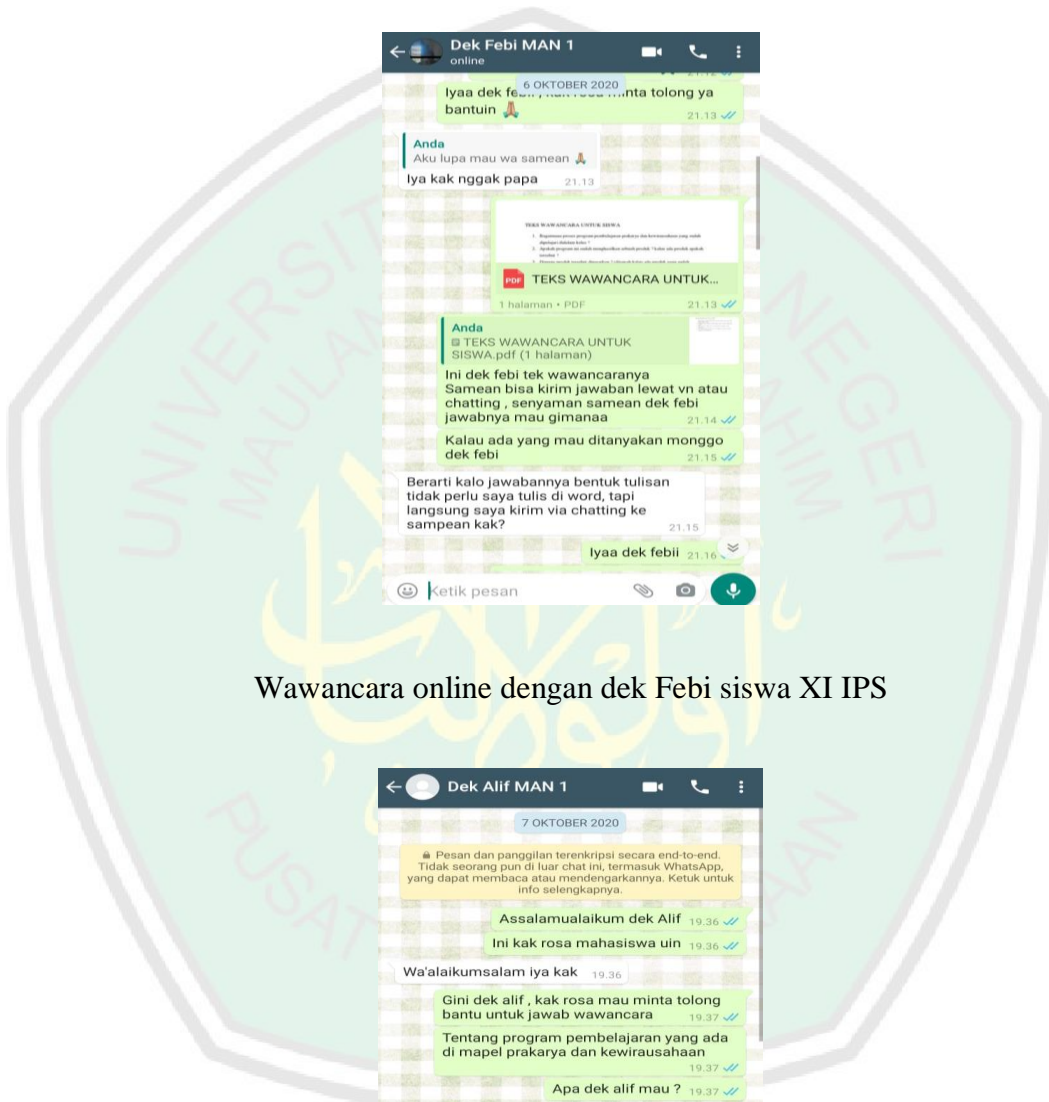 Dek Febi MAN 1
online
21.12
6 OKTOBER 2020
Iyaa dek minta tolong ya
bantuin 🙏
21.13
Anda
Aku lupa mau wa samean 🙏
Iya kak nggak papa 21.13
TEKS WAWANCARA UNTUK SISWA
PDF TEKS WAWANCARA UNTUK...
1 halaman • PDF 21.13
Anda
TEKS WAWANCARA UNTUK
SISWA.pdf (1 halaman)
Ini dek febi tek wawancaranya
Samean bisa kirim jawaban lewat vn atau
chatting , senyaman samean dek febi
jawabnya mau gimanaa
21.14
Kalau ada yang mau ditanyakan monggo
dek febi
21.15
Berarti kalo jawabannya bentuk tulisan
tidak perlu saya tulis di word, tapi
langsung saya kirim via chatting ke
sampean kak?
21.15
Iyaa dek febii 21.16
Ketik pesan
Wawancara online dengan dek Febi siswa XI IPS
Dek Alif MAN 1
7 OKTOBER 2020
Pesan dan panggilan terenkripsi secara end-to-end.
Tidak seorang pun di luar chat ini, termasuk WhatsApp,
yang dapat membaca atau mendengarkannya. Ketuk untuk
info selengkapnya.
Assalamualaikum dek Alif 19.36
Ini kak rosa mahasiswa uin 19.36
Wa'alaikumsalam iya kak 19.36
Gini dek alif , kak rosa mau minta tolong
bantu untuk jawab wawancara 19.37
Tentang program pembelajaran yang ada
di mapel prakarya dan kewirausahaan
19.37
Apa dek alif mau ? 19.37